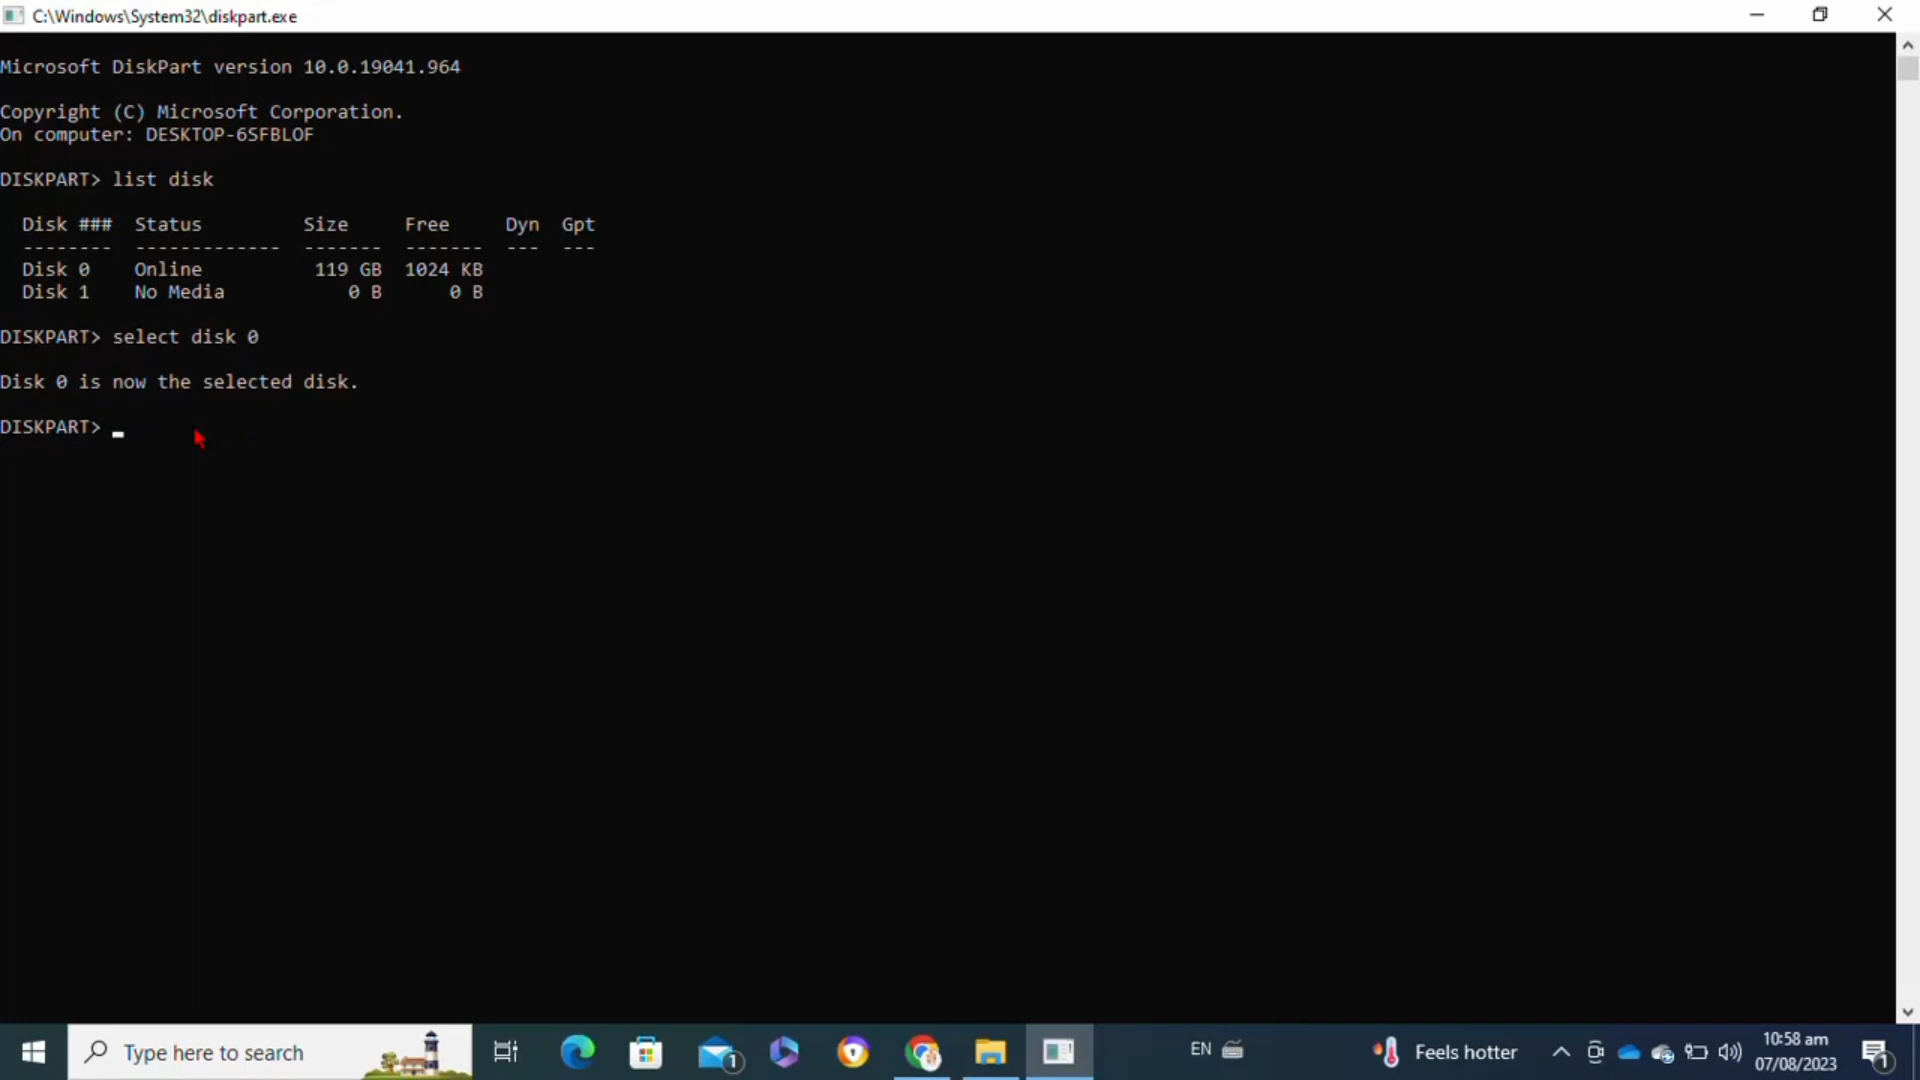 C:\Windows\System32\diskpart.exe
Microsoft DiskPart version 10.0.19041.964
Copyright (C) Microsoft Corporation.
On computer: DESKTOP-6SFBLOF
DISKPART> list disk
Disk ### Status Size Free Dyn Gpt
-------- ------------- ------- ------- --- ---
Disk 0 Online 119 GB 1024 KB
Disk 1 No Media 0 B 0 B
DISKPART> select disk 0
Disk 0 is now the selected disk.
DISKPART>
Type here to search
1
EN
Feels hotter
10:58 am
07/08/2023
1